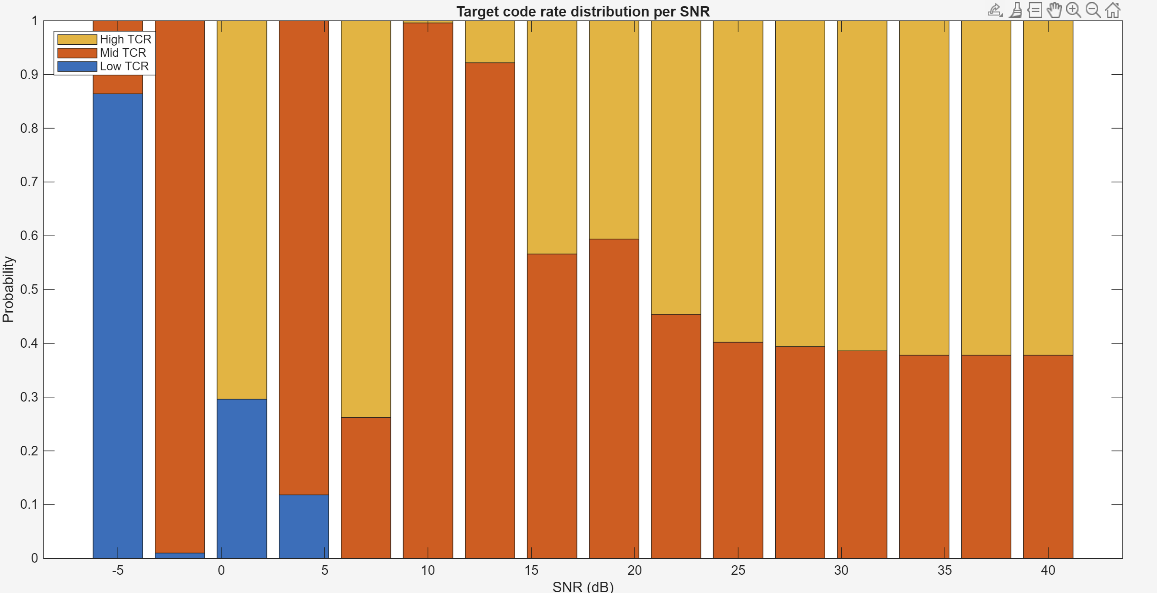 Target code rate distribution per SNR
High TCR
Mid TCR
Low TCR
1
0.9
0.8
0.7
0.6
0.5
0.4
0.3
0.2
0.1
0
Probability
-5 0 5 10 15 20 25 30 35 40
SNR (dB)